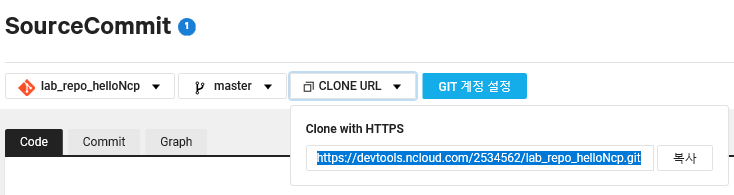 SourceCommit 1
lab_repo_helloNcp master CLONE URL GIT 계정 설정
Clone with HTTPS
Code Commit Graph
https://devtools.ncloud.com/2534562/lab_repo_helloNcp.git 복사